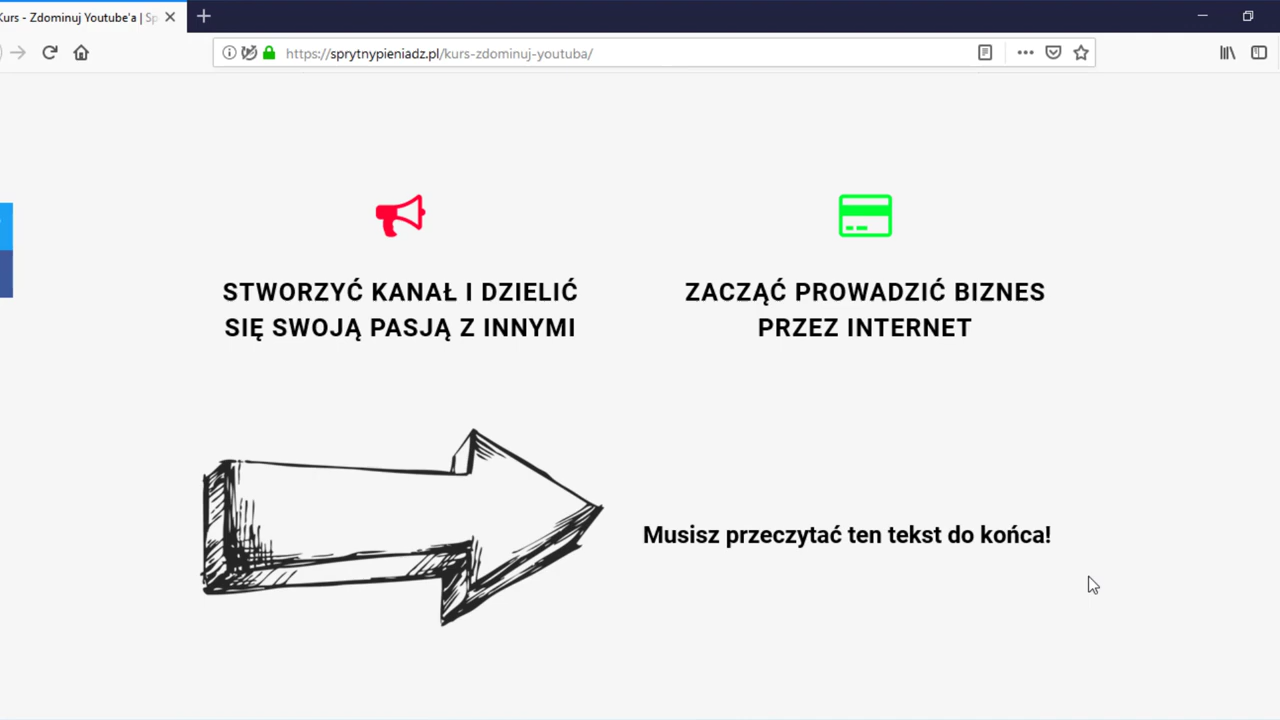 Kurs - Zdominuj Youtube'a | Sp
https://sprytnypieniadz.pl/kurs-zdominuj-youtuba/
STWORZYĆ KANAŁ I DZIELIĆ
SIĘ SWOJĄ PASJĄ Z INNYMI
ZACZĄĆ PROWADZIĆ BIZNES
PRZEZ INTERNET
Musisz przeczytać ten tekst do końca!